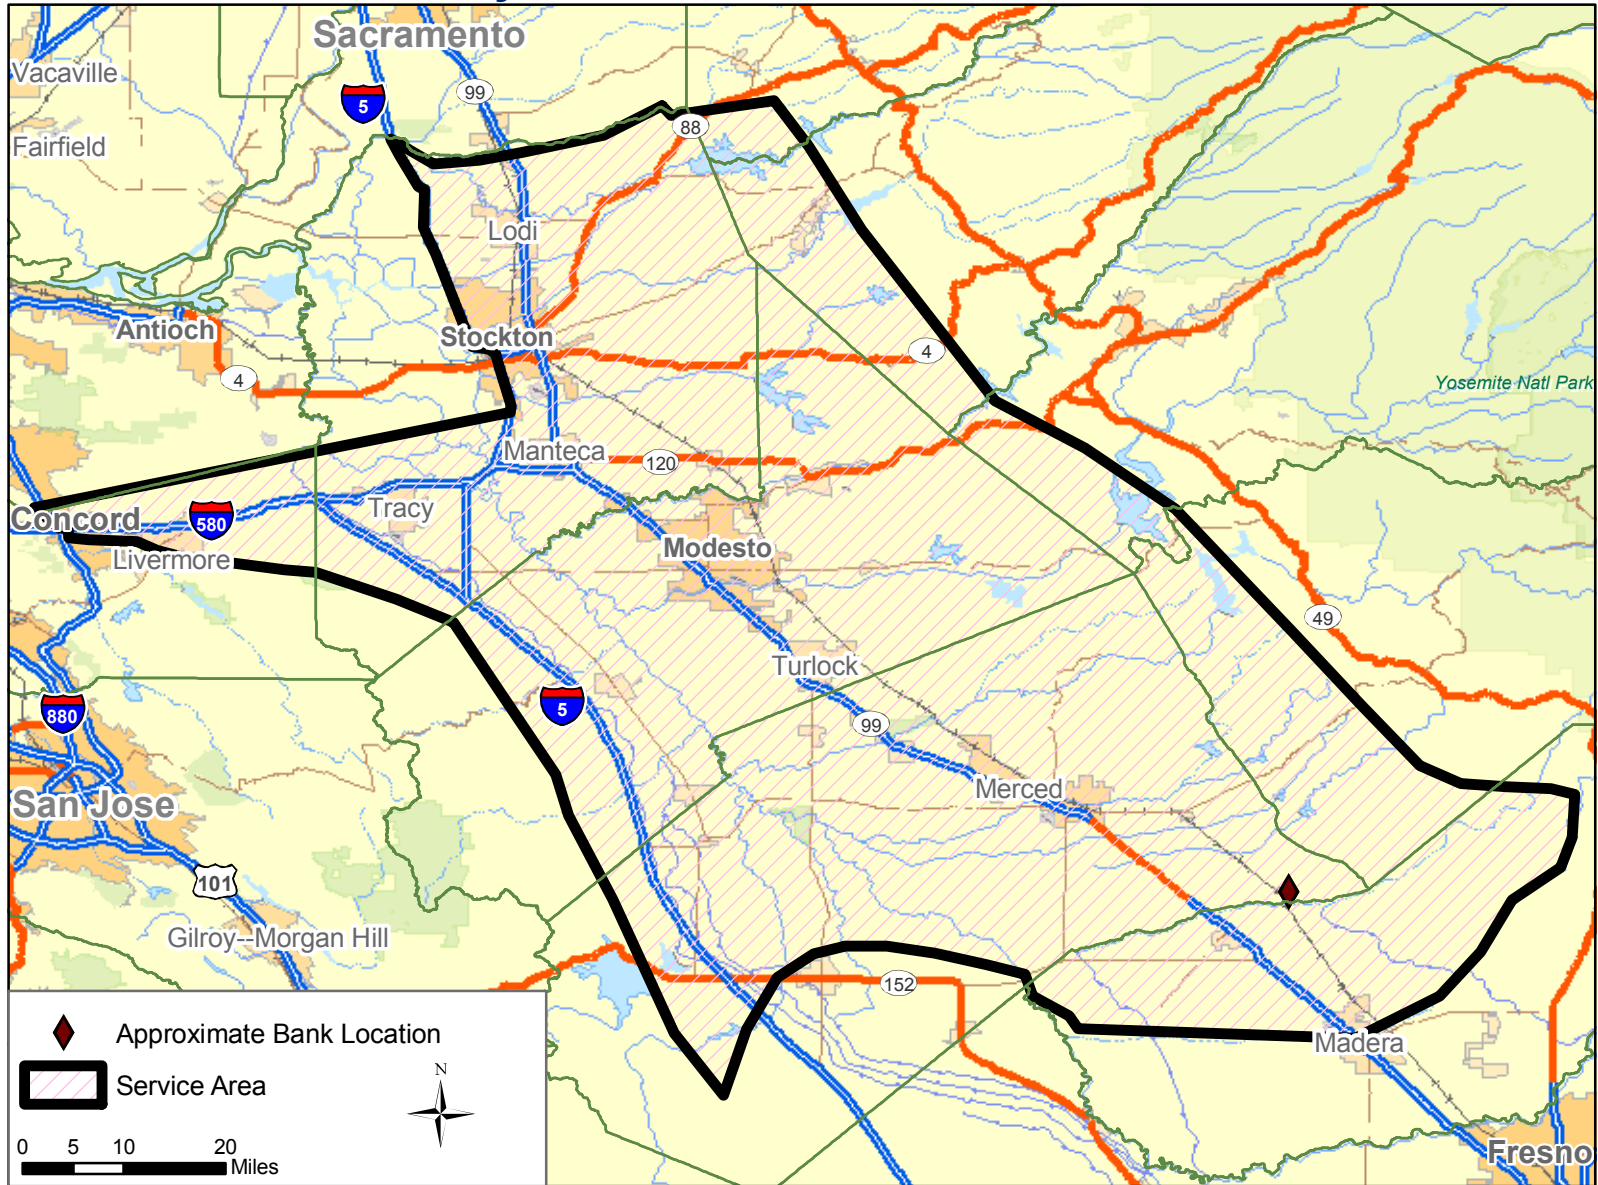 Sacramento
Vacaville
99
5
88
Fairfield
Lodi
Antioch
Stockton
4
4
Yosemite Natl Park
Manteca
120
Tracy
Concord
580
Livermore
Modesto
49
Turlock
880
5
99
Merced
San Jose
101
Gilroy--Morgan Hill
152
Madera
Fresno
Approximate Bank Location
Service Area
N
0 5 10 20
Miles